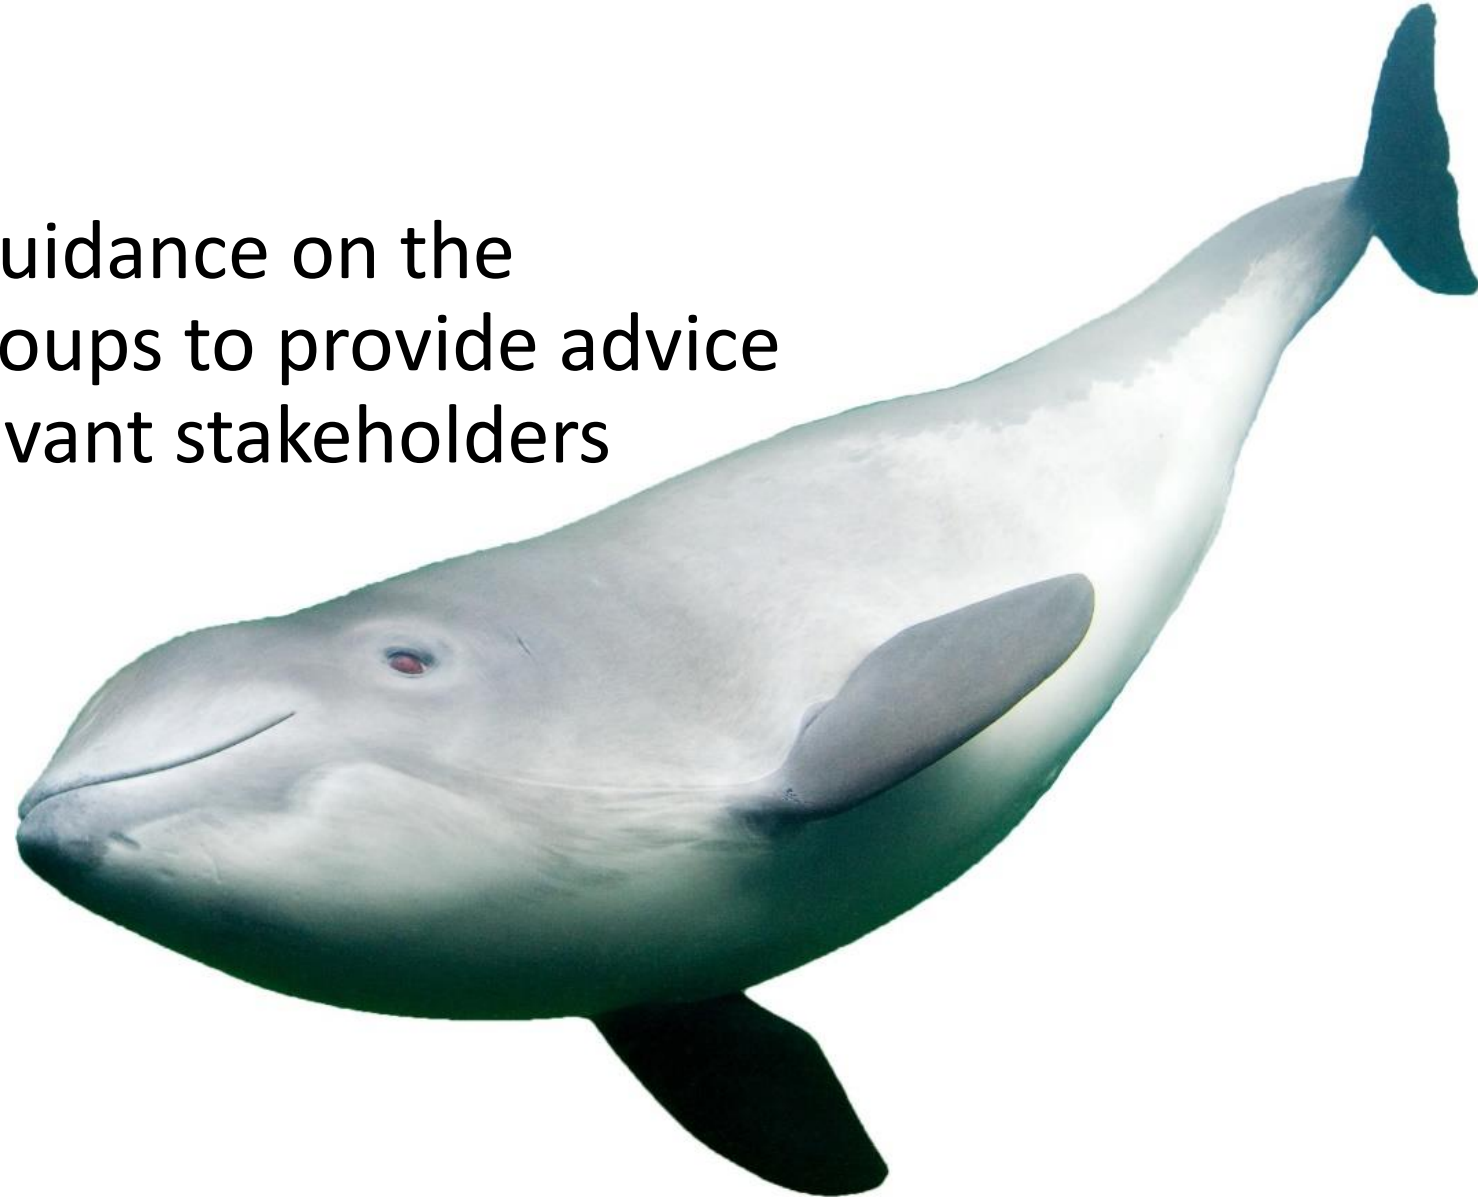 uidance on the
oups to provide advice
vant stakeholders